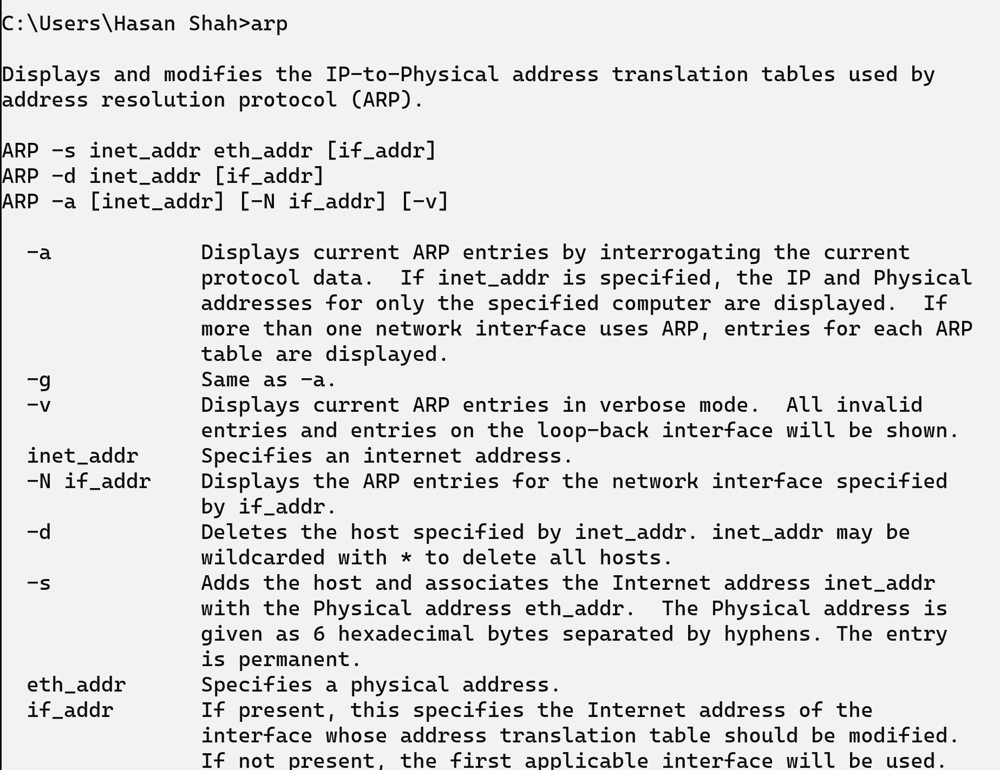 C:\Users\Hasan Shah>arp
Displays and modifies the IP-to-Physical address translation tables used by
address resolution protocol (ARP).
ARP -s inet_addr eth_addr [if_addr]
ARP -d inet_addr [if_addr]
ARP -a [inet_addr] [-N if_addr] [-v]
  -a            Displays current ARP entries by interrogating the current
                protocol data.  If inet_addr is specified, the IP and Physical
                addresses for only the specified computer are displayed.  If
                more than one network interface uses ARP, entries for each ARP
                table are displayed.
  -g            Same as -a.
  -v            Displays current ARP entries in verbose mode.  All invalid
                entries and entries on the loop-back interface will be shown.
  inet_addr     Specifies an internet address.
  -N if_addr    Displays the ARP entries for the network interface specified
                by if_addr.
  -d            Deletes the host specified by inet_addr. inet_addr may be
                wildcarded with * to delete all hosts.
  -s            Adds the host and associates the Internet address inet_addr
                with the Physical address eth_addr.  The Physical address is
                given as 6 hexadecimal bytes separated by hyphens. The entry
                is permanent.
  eth_addr      Specifies a physical address.
  if_addr       If present, this specifies the Internet address of the
                interface whose address translation table should be modified.
                If not present, the first applicable interface will be used.